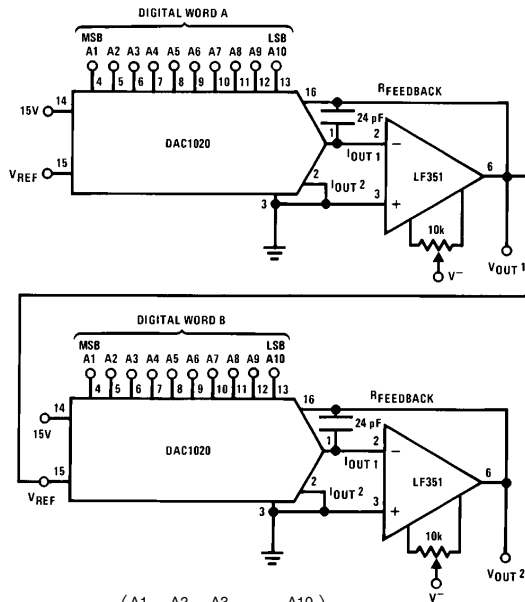 DIGITAL WORD A
MSB LSB
A1 A2 A3 A4 A5 A6 A7 A8 A9 A10
4 5 6 7 8 9 10 11 12 13
16 RFEEDBACK
14
15V
24 pF
1 2 6
IOUT 1
DAC1020 LF351
15
VREF
2
IOUT 2
3 3
10k
VOUT 1
V−
DIGITAL WORD B
MSB LSB
A1 A2 A3 A4 A5 A6 A7 A8 A9 A10
4 5 6 7 8 9 10 11 12 13
16 RFEEDBACK
14
15V
24 pF
1 2 6
IOUT 1
DAC1020 LF351
15
VREF
2
IOUT 2
3 3
10k
VOUT 2
V−
A1 A2 A3 A10